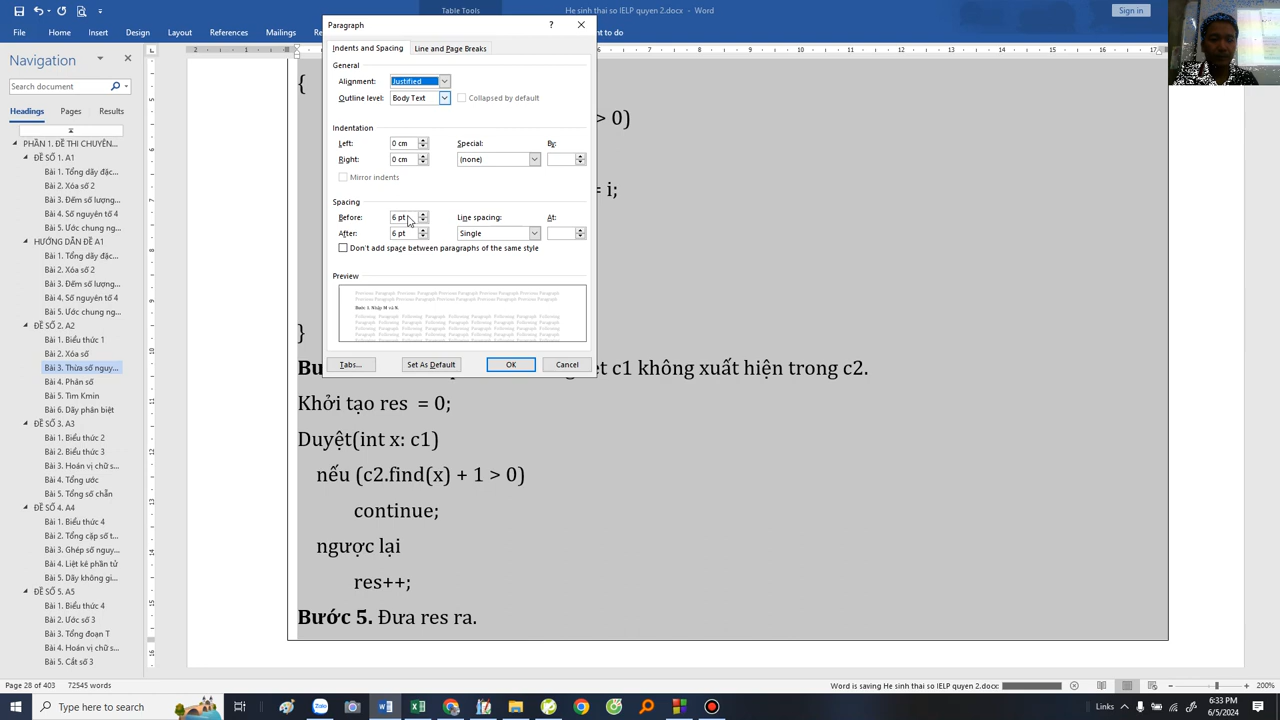 Table Tools
He sinh thai so IELP quyen 2.docx - Word
Sign in
File Home Insert Draw Design Layout References Mailings
nt to do
Paragraph
?
Indents and Spacing Line and Page Breaks
General
Alignment: Justified
Outline level: Body Text Collapsed by default
Indentation
Left: 0 cm Special: By:
Right: 0 cm (none)
Mirror indents
Spacing
Before: 6 pt Line spacing: At:
After: 6 pt Single
Don't add space between paragraphs of the same style
Preview
Tabs... Set As Default OK Cancel
Navigation
Search document
Headings Pages Results
PHẦN 1. ĐỀ THI CHUYÊN...
ĐỀ SỐ 1. A1
Bài 1. Tổng dãy đặc...
Bài 2. Xóa số 2
Bài 3. Đếm số lượng...
Bài 4. Số nguyên tố 4
Bài 5. Ước chung ng...
HƯỚNG DẪN ĐỀ A1
Bài 1. Tổng dãy đặc...
Bài 2. Xóa số 2
Bài 3. Đếm số lượng...
Bài 4. Số nguyên tố 4
Bài 5. Ước chung ng...
ĐỀ SỐ 2. A2
Bài 1. Biểu thức 1
Bài 2. Xóa số
Bài 3. Thừa số nguy...
Bài 4. Phân số
Bài 5. Tìm Kmin
Bài 6. Dãy phân biệt
ĐỀ SỐ 3. A3
Bài 1. Biểu thức 2
Bài 2. Biểu thức 3
Bài 3. Hoán vị chữ s...
Bài 4. Tổng ước
Bài 5. Tổng số chẵn
ĐỀ SỐ 4. A4
Bài 1. Biểu thức 4
Bài 2. Tổng cặp số t...
Bài 3. Ghép số nguy...
Bài 4. Liệt kê phần tử
Bài 5. Dãy không gi...
ĐỀ SỐ 5. A5
Bài 1. Biểu thức 4
Bài 2. Ước số 3
Bài 3. Tổng đoạn T
Bài 4. Hoán vị chữ s...
Bài 5. Cắt số 3
{
> 0)
= i;
}
Bư
ết c1 không xuất hiện trong c2.
Khởi tạo res = 0;
Duyệt(int x: c1)
nếu (c2.find(x) + 1 > 0)
continue;
ngược lại
res++;
Bước 5. Đưa res ra.
Page 28 of 403 72545 words
Word is saving He sinh thai so IELP quyen 2.docx
200%
Type here to search
6:33 PM
6/5/2024